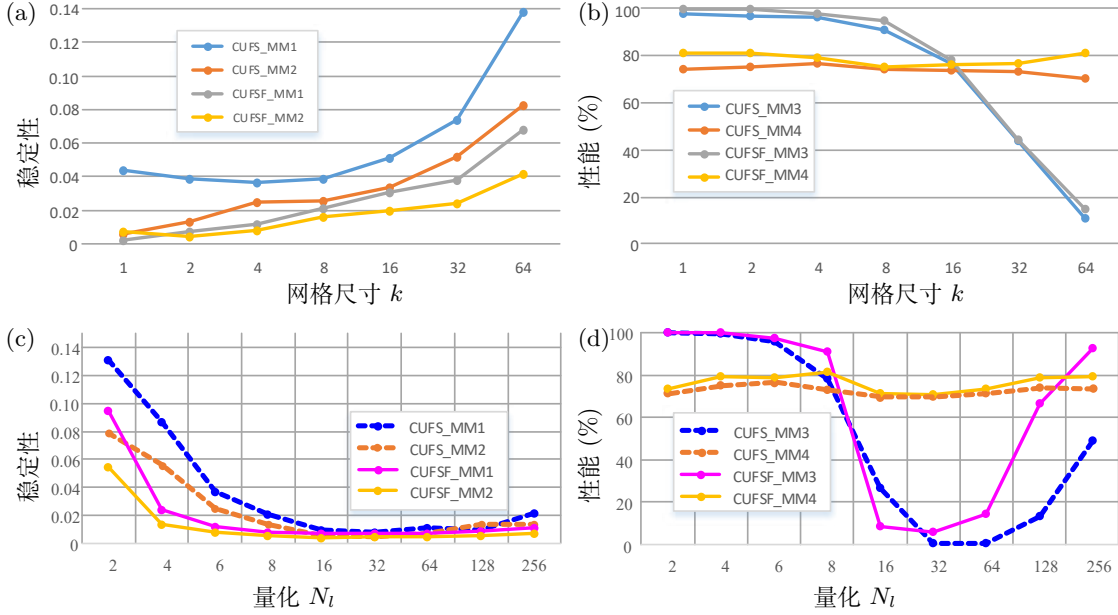 (a)
0.14
0.12
0.10
0.08
0.06
0.04
0.02
0
稳定性
CUFS_MM1
CUFS_MM2
CUFSF_MM1
CUFSF_MM2
1 2 4 8 16 32 64
网格尺寸 k
(b)
100
80
60
40
20
0
性能 (%)
CUFS_MM3
CUFS_MM4
CUFSF_MM3
CUFSF_MM4
1 2 4 8 16 32 64
网格尺寸 k
(c)
0.14
0.12
0.10
0.08
0.06
0.04
0.02
0
稳定性
CUFS_MM1
CUFS_MM2
CUFSF_MM1
CUFSF_MM2
2 4 6 8 16 32 64 128 256
量化 Nl
(d)
100
80
60
40
20
0
性能 (%)
CUFS_MM3
CUFS_MM4
CUFSF_MM3
CUFSF_MM4
2 4 6 8 16 32 64 128 256
量化 Nl